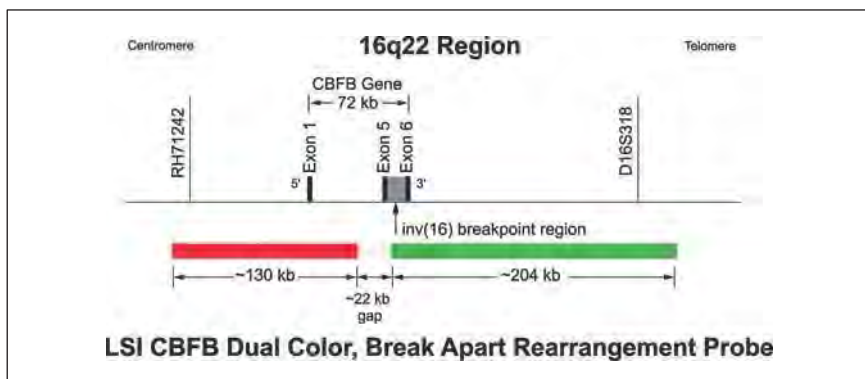 16q22 Region
Centromere
Telomere
CBFB Gene
72 kb
RH71242
Exon 1
Exon 5
Exon 6
D16S318
5'
3'
inv(16) breakpoint region
~130 kb
~22 kb
gap
~204 kb
LSI CBFB Dual Color, Break Apart Rearrangement Probe